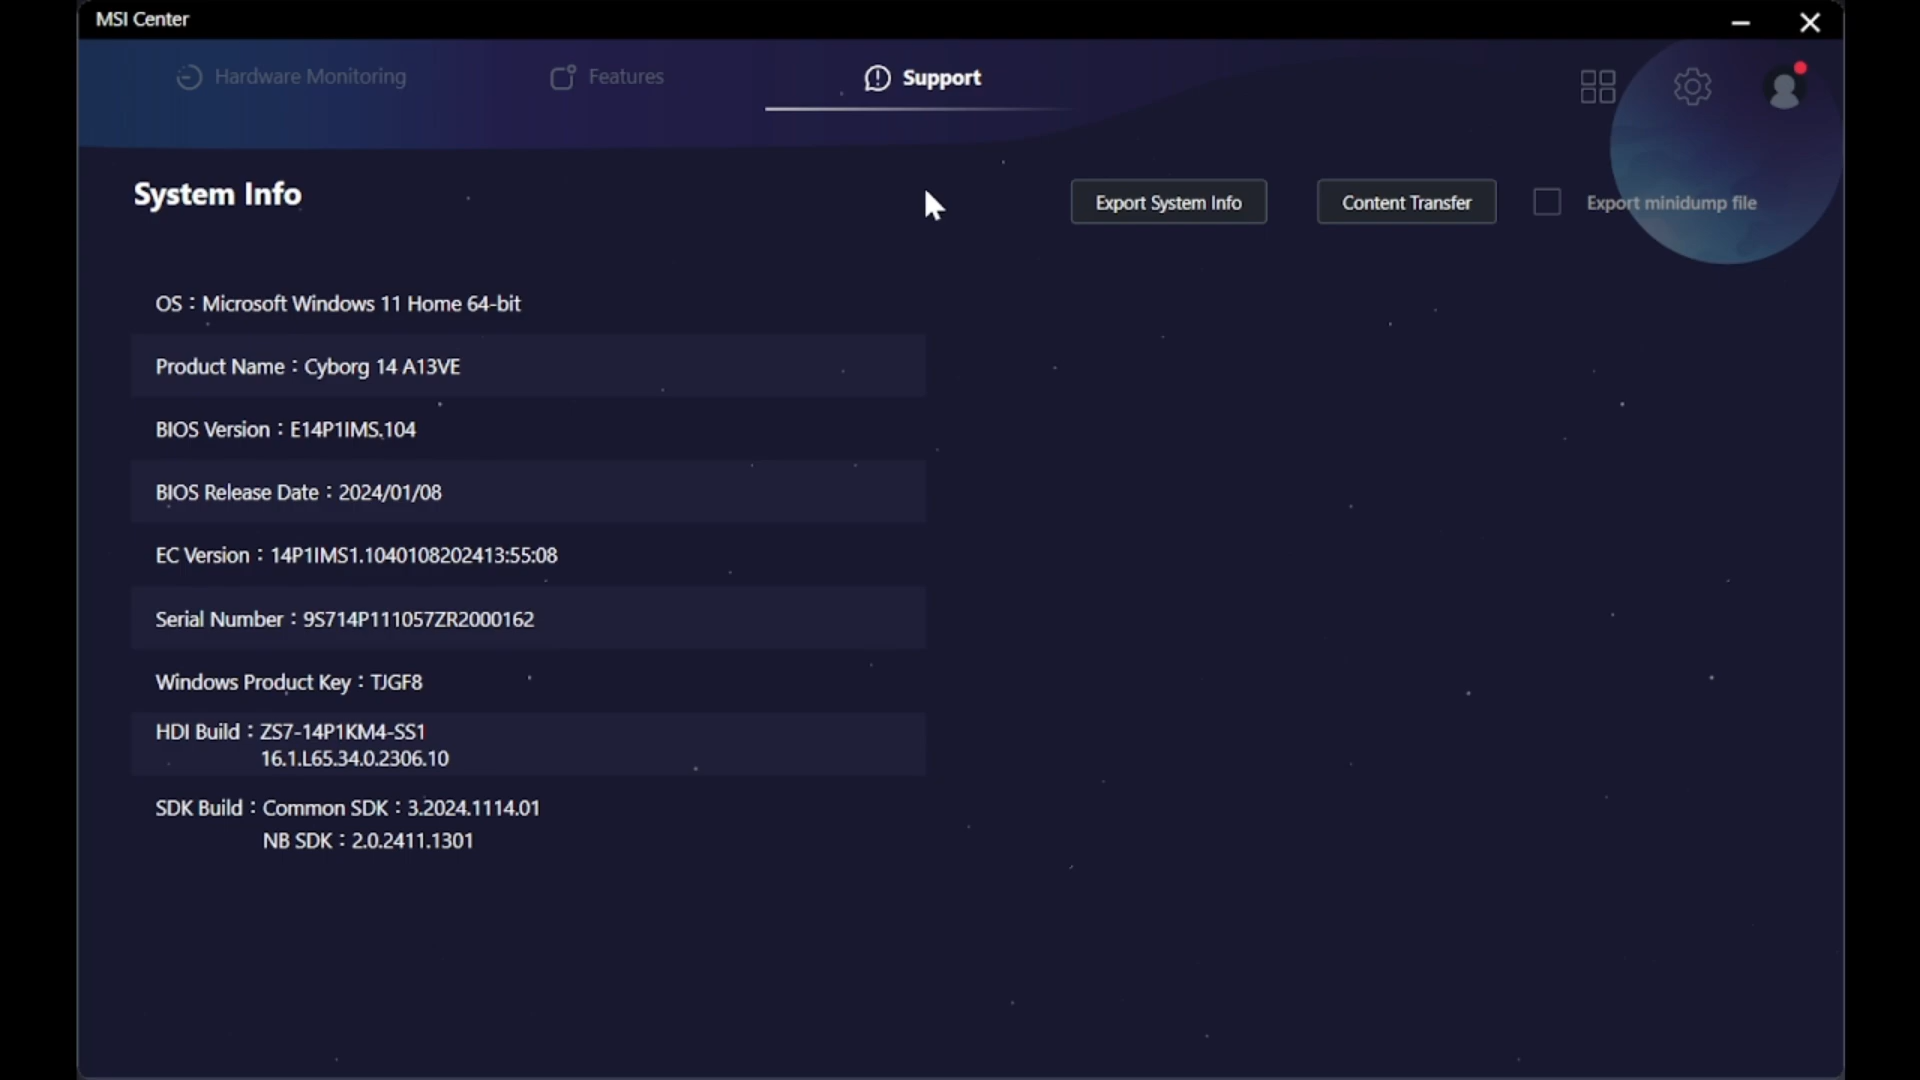 MSI Center
Hardware Monitoring
Features
Support
System Info
Export System Info
Content Transfer
Export minidump file
OS : Microsoft Windows 11 Home 64-bit
Product Name : Cyborg 14 A13VE
BIOS Version : E14P1IMS.104
BIOS Release Date : 2024/01/08
EC Version : 14P1IMS1.1040108202413:55:08
Serial Number : 9S714P111057ZR2000162
Windows Product Key : TJGF8
HDI Build : ZS7-14P1KM4-SS1
16.1.L65.34.0.2306.10
SDK Build : Common SDK : 3.2024.1114.01
NB SDK : 2.0.2411.1301